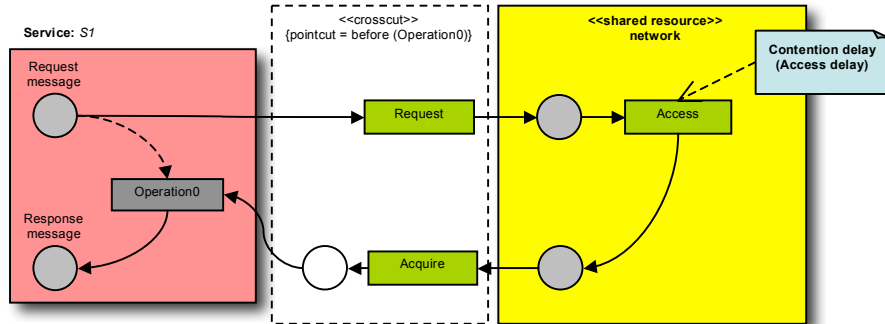 Service: S1
<<crosscut>>
{pointcut = before (Operation0)}
<<shared resource>>
network
Contention delay
(Access delay)
Request
message
Request
Access
Operation0
Response
message
Acquire